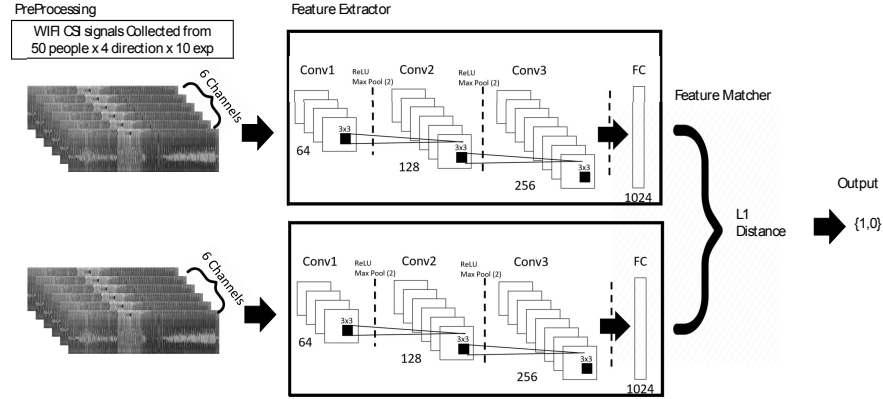 PreProcessing
WIFI CSI signals Collected from
50 people x 4 direction x 10 exp
6 Channels
Feature Extractor
Conv1
ReLU
Max Pool (2)
Conv2
ReLU
Max Pool (2)
Conv3
FC
3x3
64
3x3
128
3x3
256
1024
6 Channels
Conv1
ReLU
Max Pool (2)
Conv2
ReLU
Max Pool (2)
Conv3
FC
3x3
64
3x3
128
3x3
256
1024
Feature Matcher
L1
Distance
Output
{1,0}